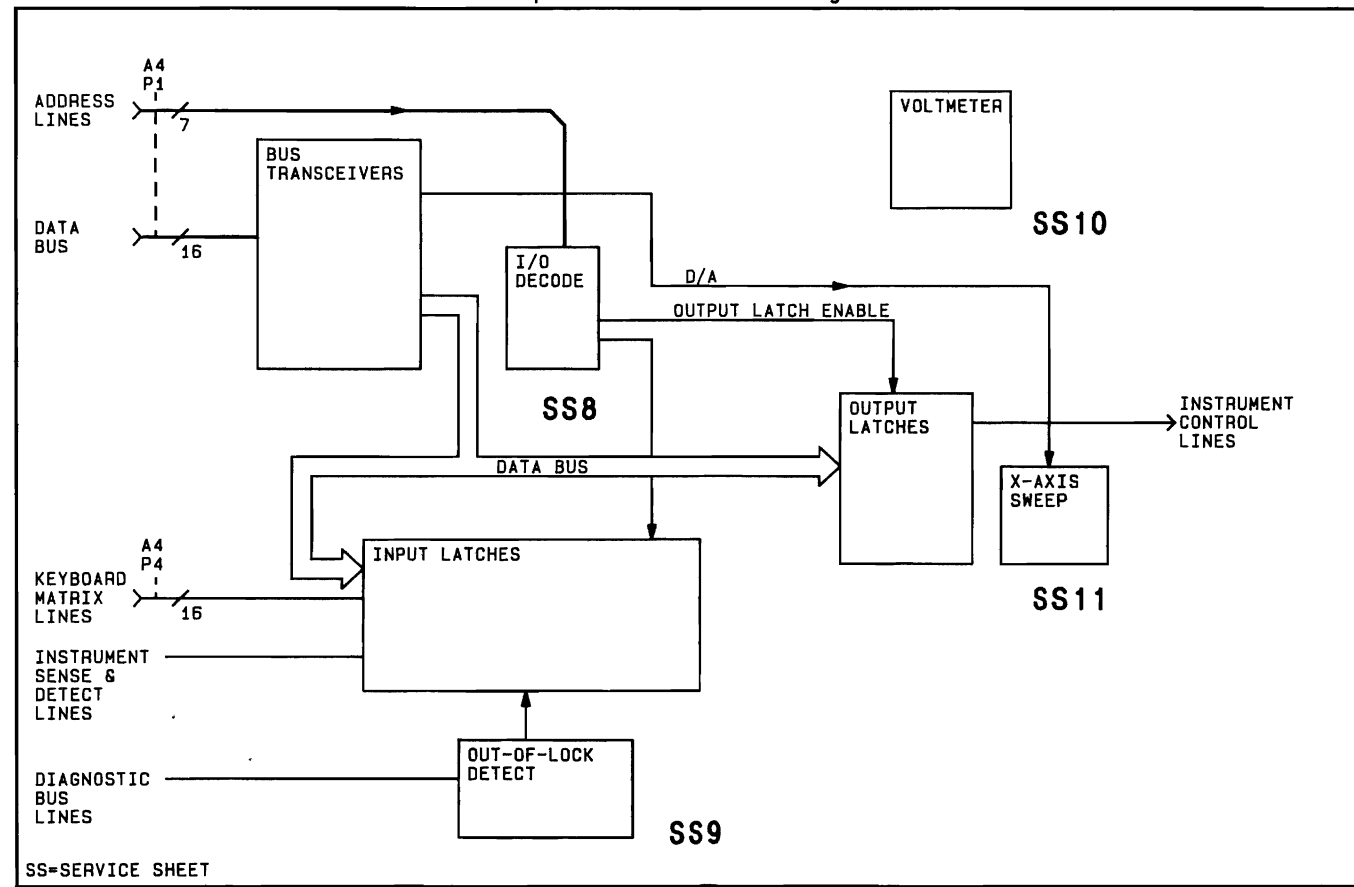 A4
P1
ADDRESS
LINES
7
VOLTMETER
BUS
TRANSCEIVERS
SS10
DATA
BUS
16
I/O
DECODE
D/A
OUTPUT LATCH ENABLE
SS8
OUTPUT
LATCHES
INSTRUMENT
CONTROL
LINES
DATA BUS
X-AXIS
SWEEP
A4
P4
INPUT LATCHES
KEYBOARD
MATRIX
LINES
16
SS11
INSTRUMENT
SENSE &
DETECT
LINES
OUT-OF-LOCK
DETECT
DIAGNOSTIC
BUS
LINES
SS9
SS=SERVICE SHEET